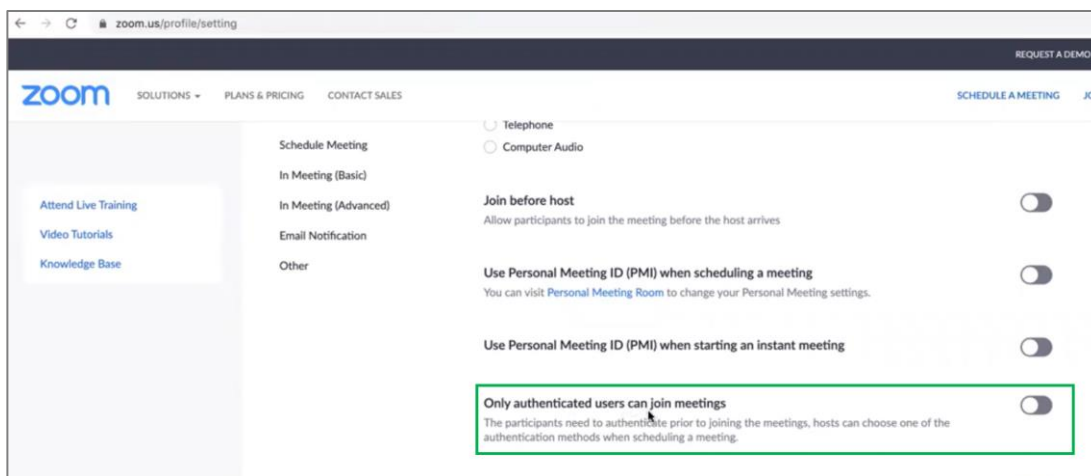 zoom.us/profile/setting
REQUEST A DEMO
zoom SOLUTIONS PLANS & PRICING CONTACT SALES SCHEDULE A MEETING
Attend Live Training
Video Tutorials
Knowledge Base
Schedule Meeting
In Meeting (Basic)
In Meeting (Advanced)
Email Notification
Other
Telephone
Computer Audio
Join before host
Allow participants to join the meeting before the host arrives
Use Personal Meeting ID (PMI) when scheduling a meeting
You can visit Personal Meeting Room to change your Personal Meeting settings.
Use Personal Meeting ID (PMI) when starting an instant meeting
Only authenticated users can join meetings
The participants need to authenticate prior to joining the meetings, hosts can choose one of the
authentication methods when scheduling a meeting.